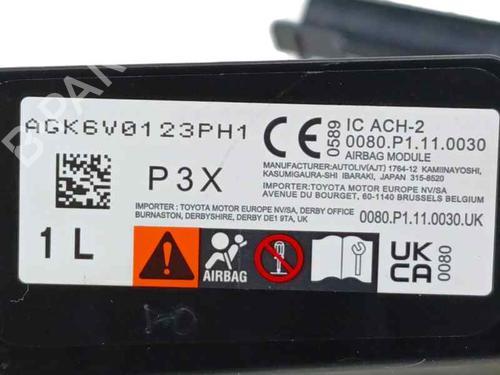 AGK6V0123PH1
P3X
1 L
CE
0589
IC ACH-2
0080.P1.11.0030
AIRBAG MODULE
MANUFACTURER:AUTOLIV(AJT) 1764-12 KAMIINAYOSHI,
KASUMIGAURA-SHI IBARAKI, JAPAN 315-8520
IMPORTER:TOYOTA MOTOR EUROPE NV/SA
AVENUE DU BOURGET, 60-1140 BRUSSELS BELGIUM
IMPORTER : TOYOTA MOTOR EUROPE NV/SA, DERBY OFFICE
BURNASTON, DERBYSHIRE, DERBY DE1 9TA, UK
0080.P1.11.0030.UK
AIRBAG
UK
CA
0080
B-PARTS